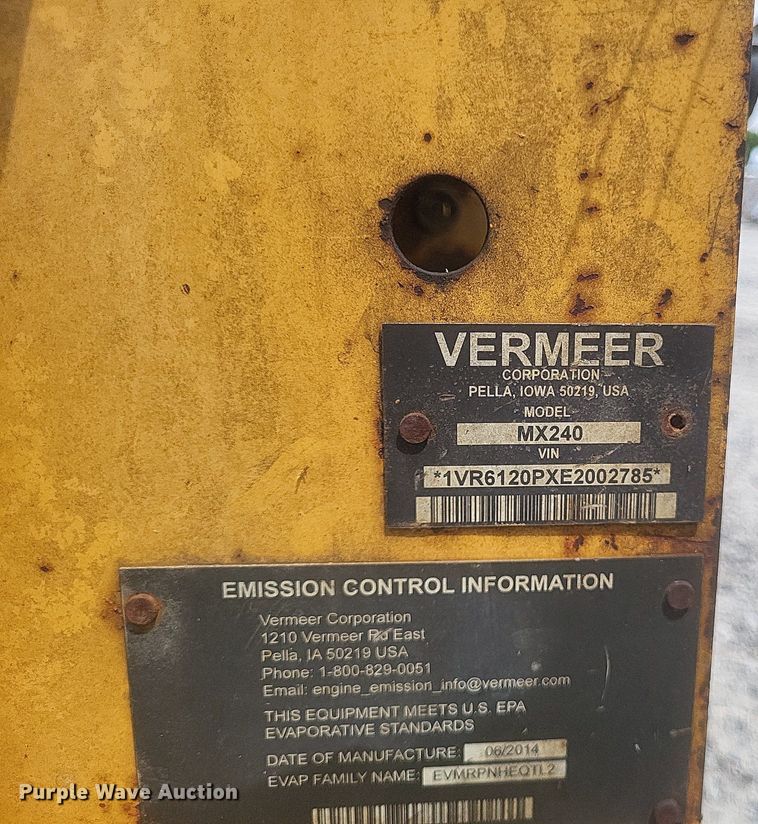 VERMEER
CORPORATION
PELLA, IOWA 50219, USA
MODEL
MX240
VIN
*1VR6120PXE2002785*
EMISSION CONTROL INFORMATION
Vermeer Corporation
1210 Vermeer Rd East
Pella, IA 50219 USA
Phone: 1-800-829-0051
Email: engine_emission_info@vermeer.com
THIS EQUIPMENT MEETS U.S. EPA
EVAPORATIVE STANDARDS
DATE OF MANUFACTURE: 06/2014
EVAP FAMILY NAME: EVMRPNHEQTL2
Purple Wave Auction